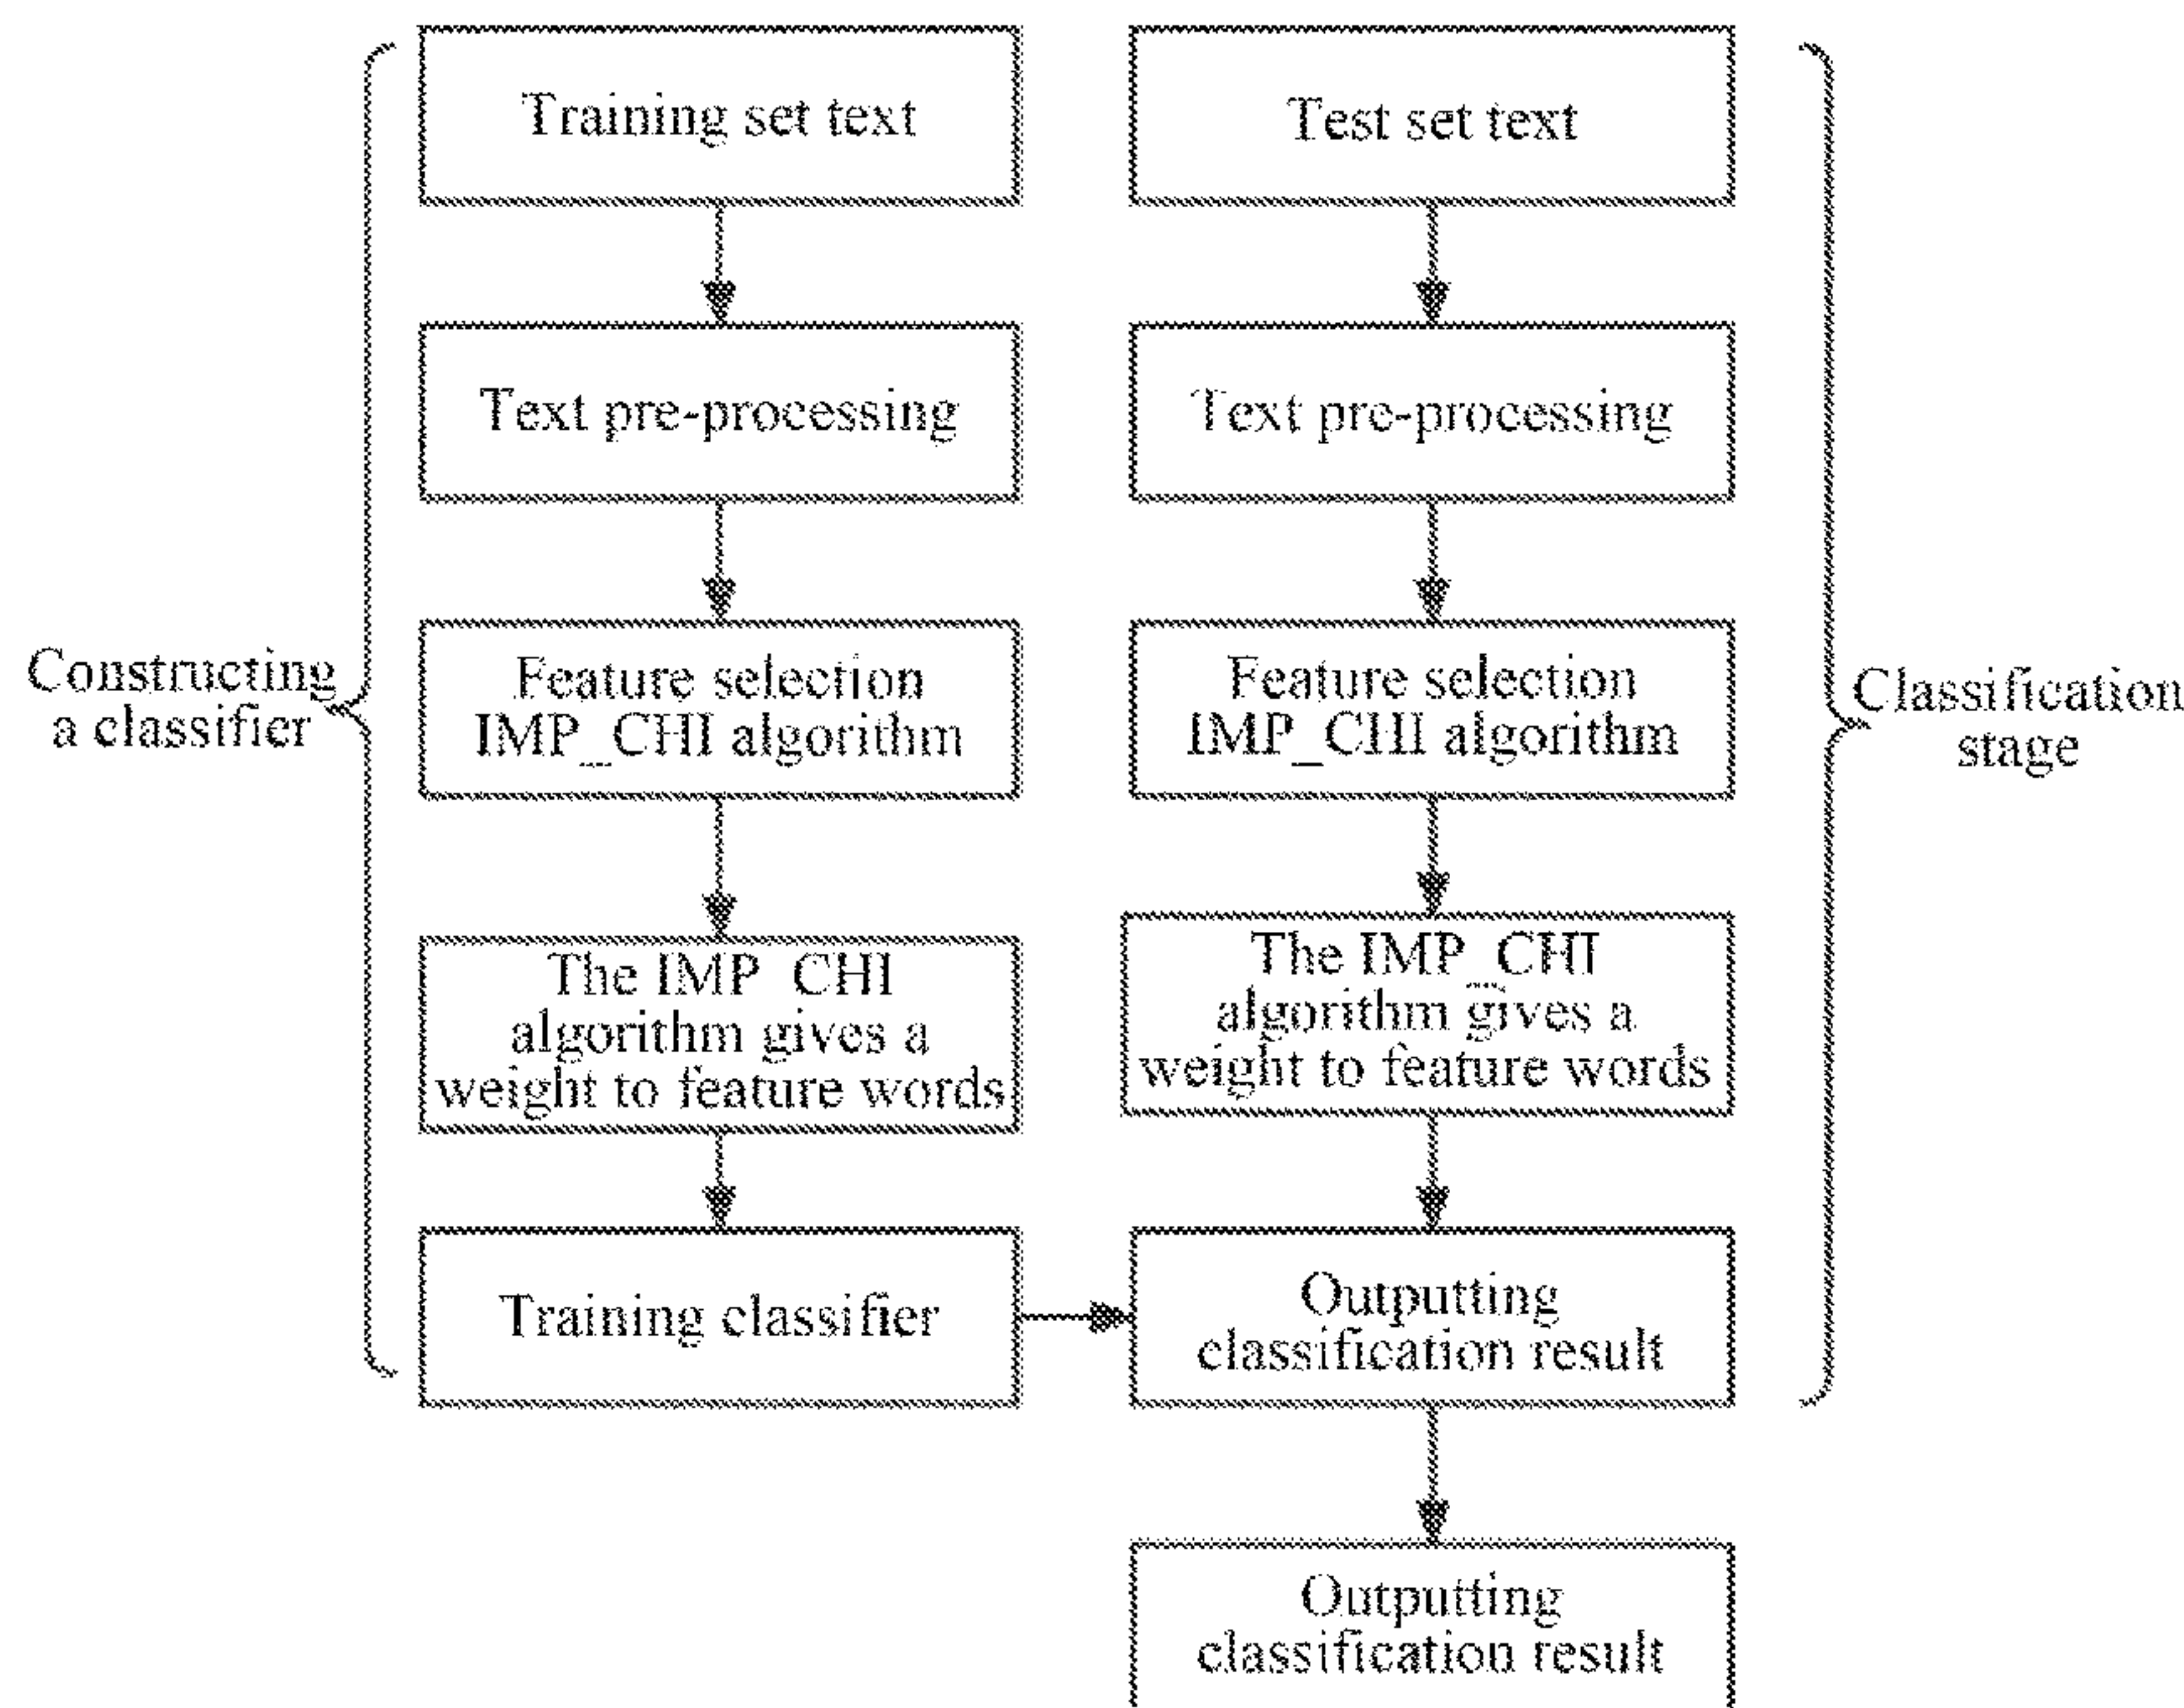 Training set text
Text pre-processing
Feature selection
IMP_CHI algorithm
The IMP_CHI
algorithm gives a
weight to feature words
Training classifier
Constructing
a classifier
Test set text
Text pre-processing
Feature selection
IMP_CHI algorithm
The IMP_CHI
algorithm gives a
weight to feature words
Outputting
classification result
Outputting
classification result
Classification
stage